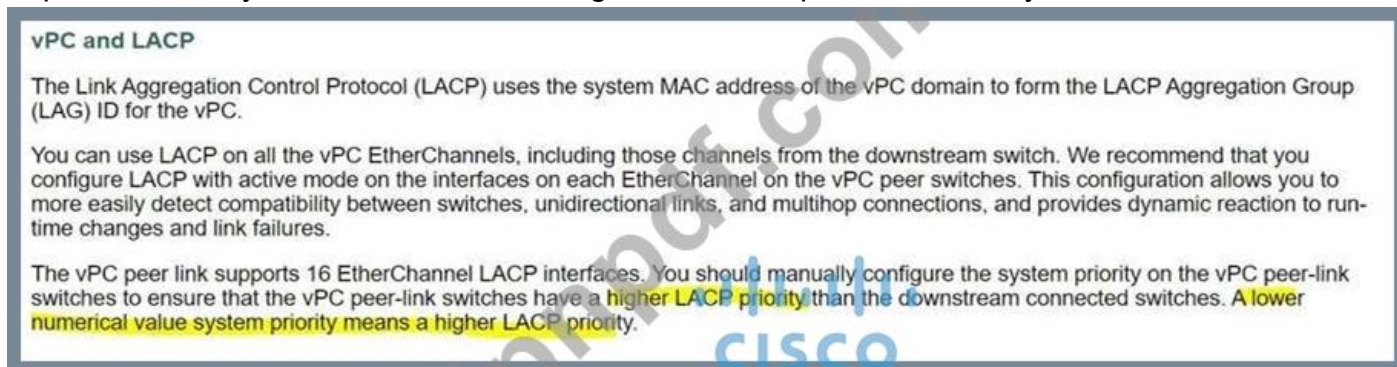 vPC and LACP
The Link Aggregation Control Protocol (LACP) uses the system MAC address of the vPC domain to form the LACP Aggregation Group
(LAG) ID for the vPC.
You can use LACP on all the vPC EtherChannels, including those channels from the downstream switch. We recommend that you
configure LACP with active mode on the interfaces on each EtherChannel on the vPC peer switches. This configuration allows you to
more easily detect compatibility between switches, unidirectional links, and multihop connections, and provides dynamic reaction to run-
time changes and link failures.
The vPC peer link supports 16 EtherChannel LACP interfaces. You should manually configure the system priority on the vPC peer-link
switches to ensure that the vPC peer-link switches have a higher LACP priority than the downstream connected switches. A lower
numerical value system priority means a higher LACP priority.
CISCO